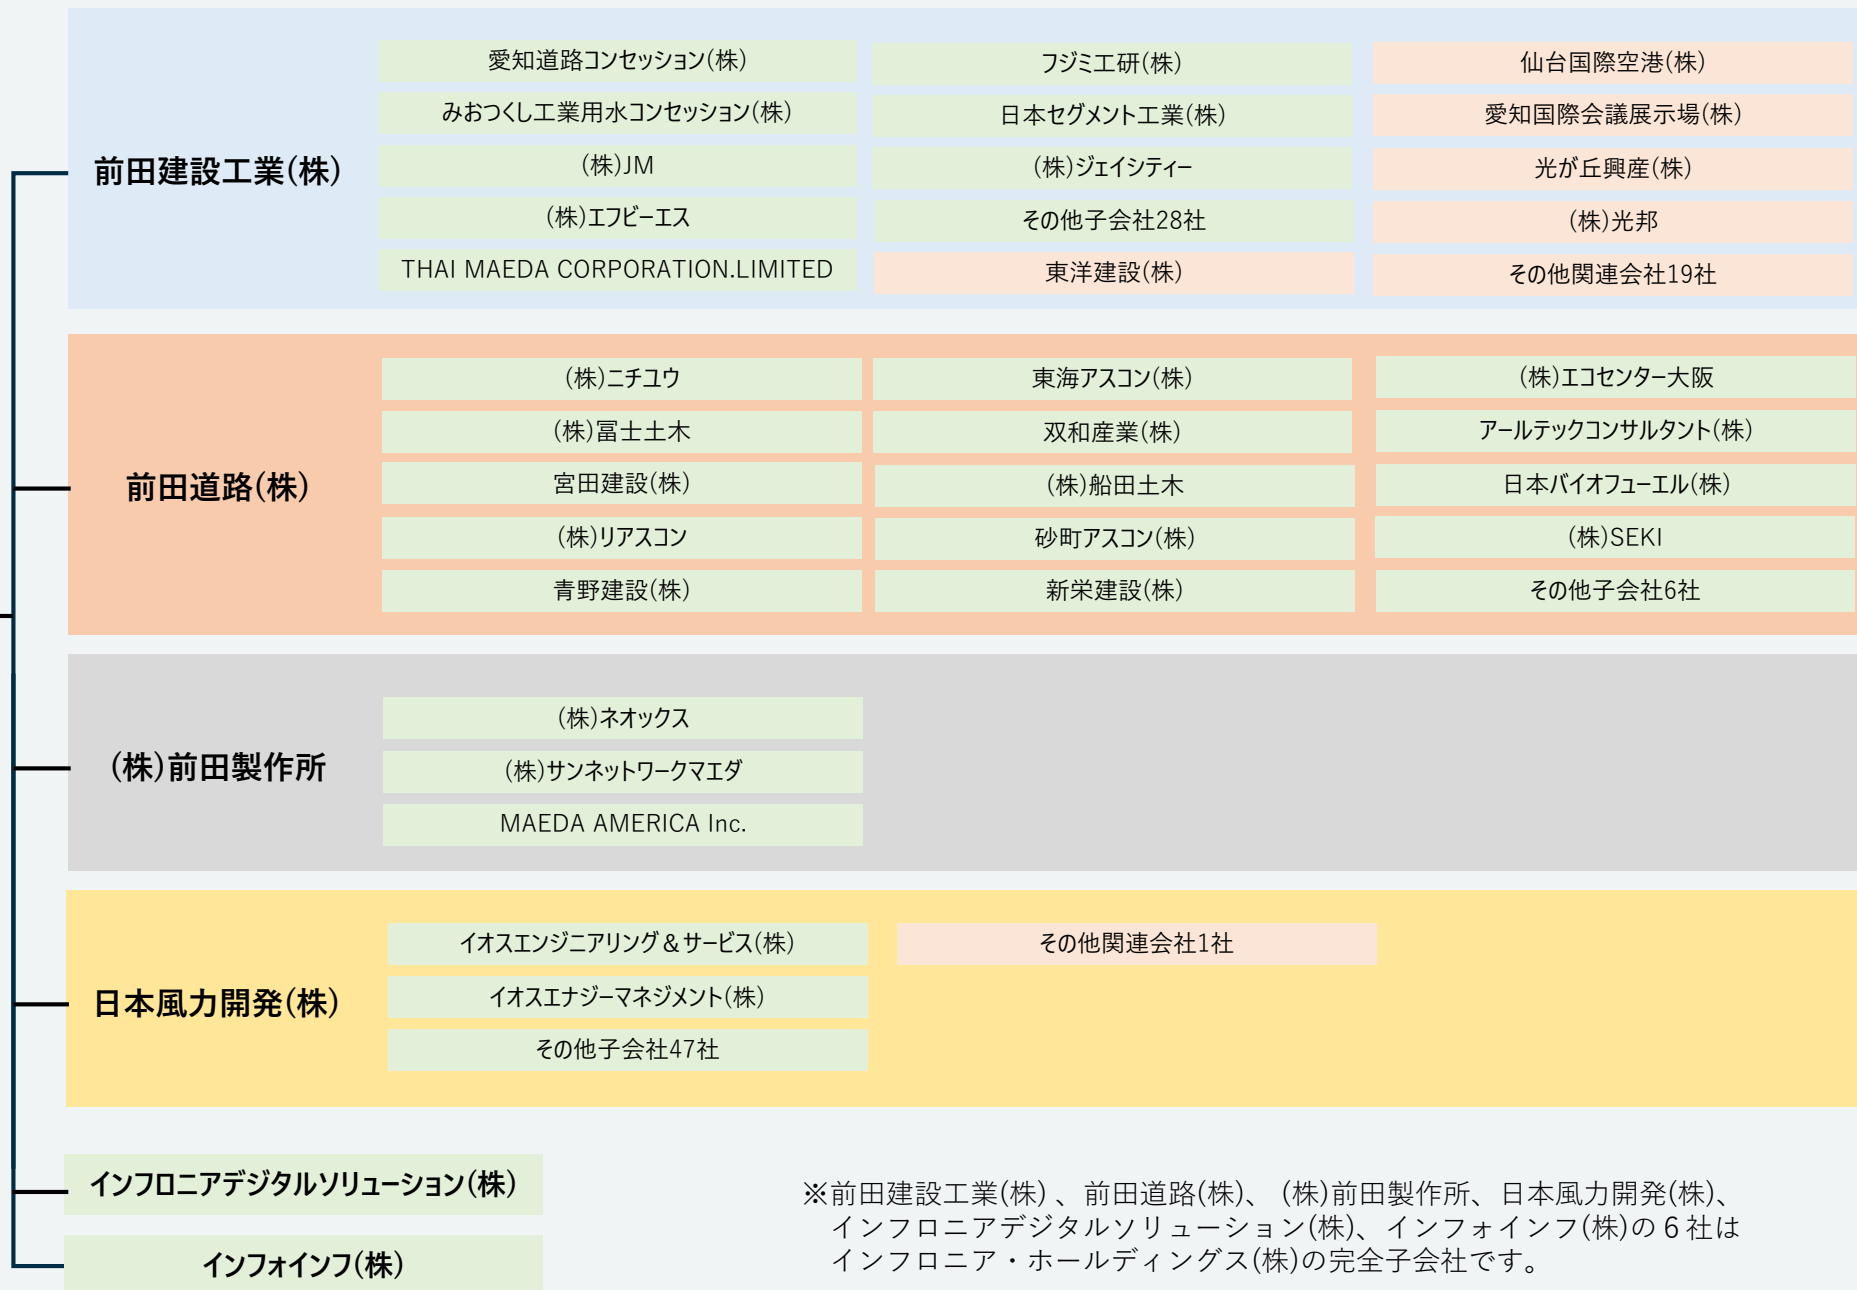 前田建設工業(株)
愛知道路コンセッション(株)
みおつくし工業用水コンセッション(株)
(株)JM
(株)エフビーエス
THAI MAEDA CORPORATION.LIMITED
フジミ工研(株)
日本セグメント工業(株)
(株)ジェイシティー
その他子会社28社
東洋建設(株)
仙台国際空港(株)
愛知国際会議展示場(株)
光が丘興産(株)
(株)光邦
その他関連会社19社
前田道路(株)
(株)ニチユウ
(株)冨士土木
宮田建設(株)
(株)リアスコン
青野建設(株)
東海アスコン(株)
双和産業(株)
(株)船田土木
砂町アスコン(株)
新栄建設(株)
(株)エコセンター大阪
アールテックコンサルタント(株)
日本バイオフューエル(株)
(株)SEKI
その他子会社6社
(株)前田製作所
(株)ネオックス
(株)サンネットワークマエダ
MAEDA AMERICA Inc.
日本風力開発(株)
イオスエンジニアリング＆サービス(株)
イオスエナジーマネジメント(株)
その他子会社47社
その他関連会社1社
インフロニアデジタルソリューション(株)
インフォインフ(株)
※前田建設工業(株) 、前田道路(株)、 (株)前田製作所、日本風力開発(株)、
インフロニアデジタルソリューション(株)、インフォインフ(株)の６社は
インフロニア・ホールディングス(株)の完全子会社です。